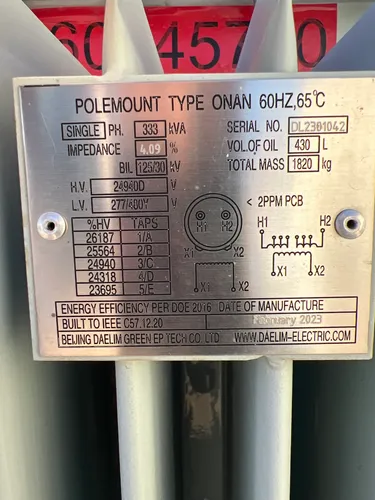 POLEMOUNT TYPE ONAN 60HZ,65℃
SINGLE PH. 333 kVA SERIAL NO. DL2301042
IMPEDANCE 4.09 % VOL.OF OIL 430 L
BIL 125/30 kV TOTAL MASS 1820 kg
H.V. 24940D V < 2PPM PCB
L.V. 277/480Y V
%HV TAPS
26187 1/A
25564 2/B
24940 3/C
24318 4/D
23695 5/E
H1 H2 H1 H2
X1 X2
X1 X2 X1 X2
ENERGY EFFICIENCY PER DOE 2016 DATE OF MANUFACTURE
BUILT TO IEEE C57.12.20 February 2023
BEIJING DAELIM GREEN EP TECH CO. LTD WWW.DAELIM-ELECTRIC.COM